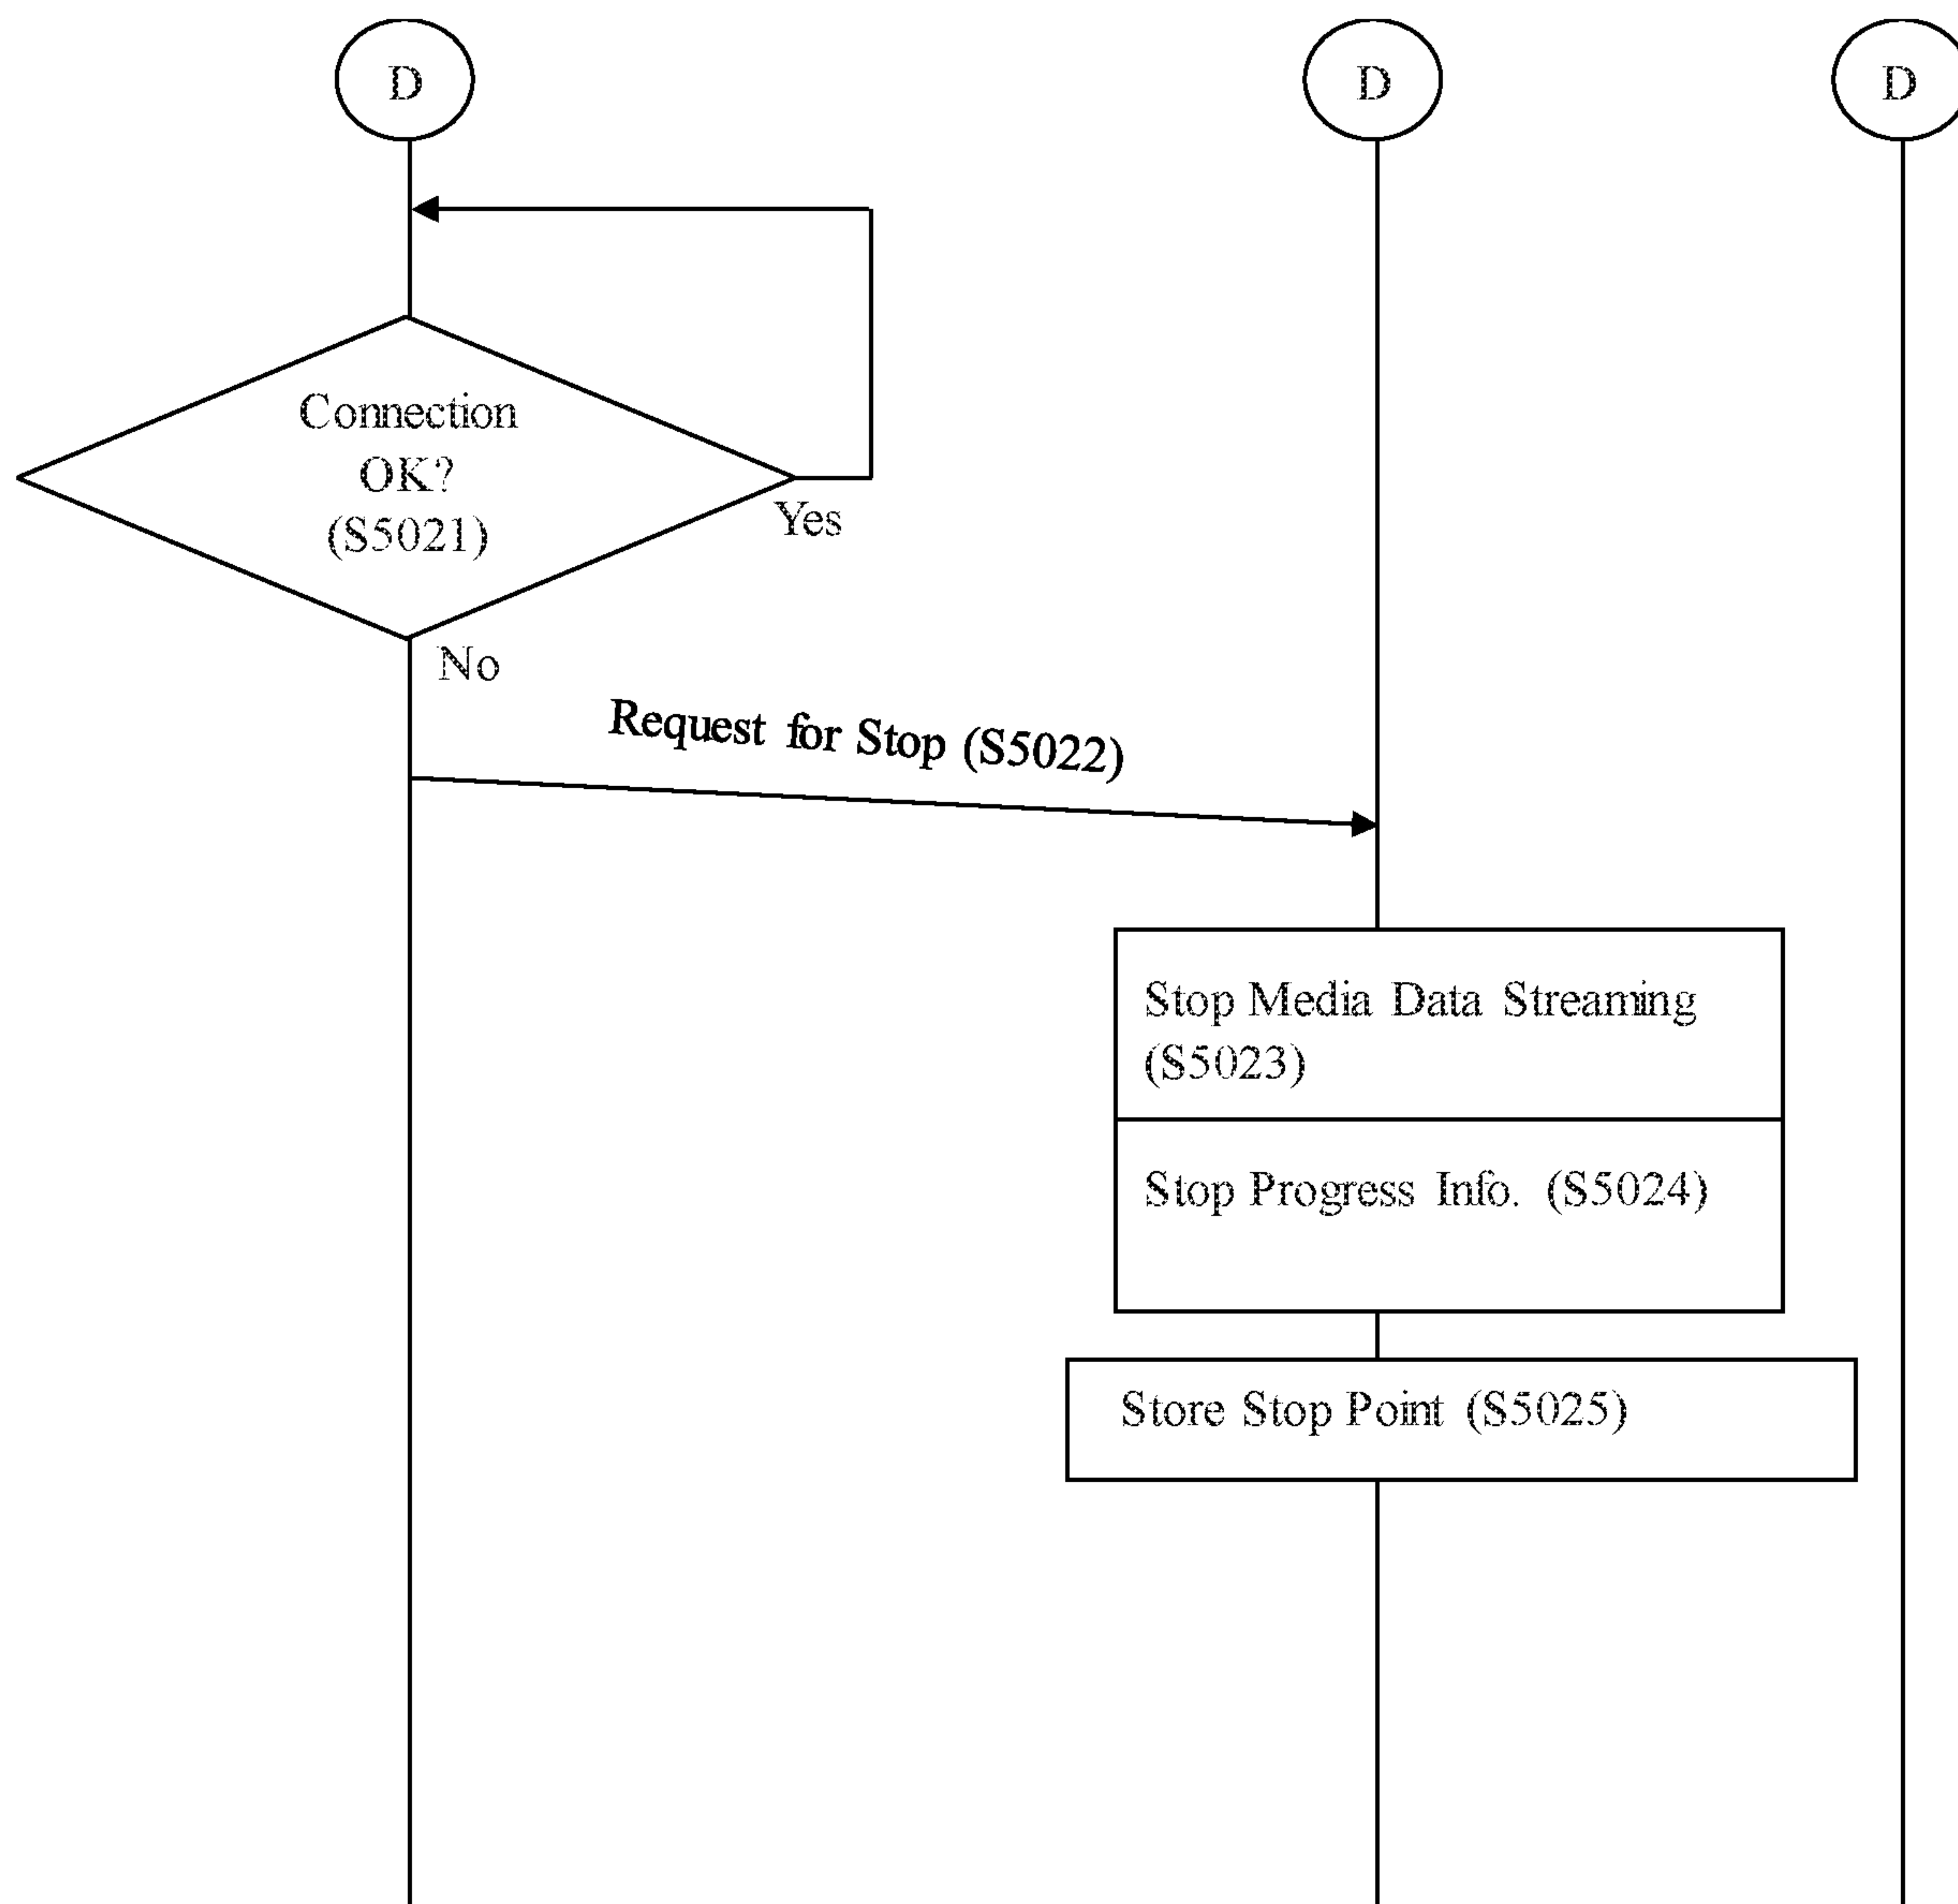 D
D
D
Connection
OK?
(S5021)
Yes
No
Request for Stop (S5022)
Stop Media Data Streaming
(S5023)
Stop Progress Info. (S5024)
Store Stop Point (S5025)